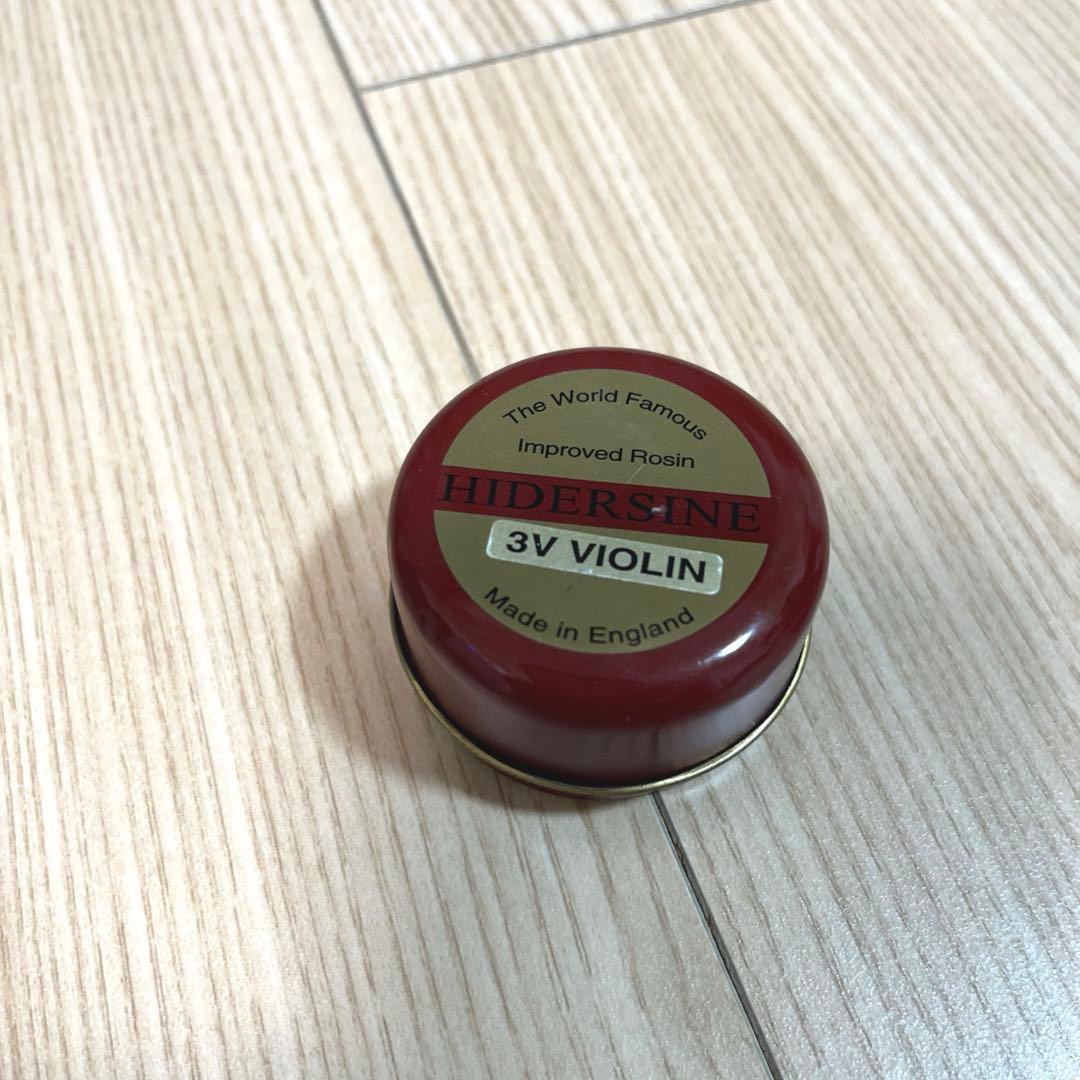 The World Famous
Improved Rosin
HIDERSINE
3V VIOLIN
Made in England